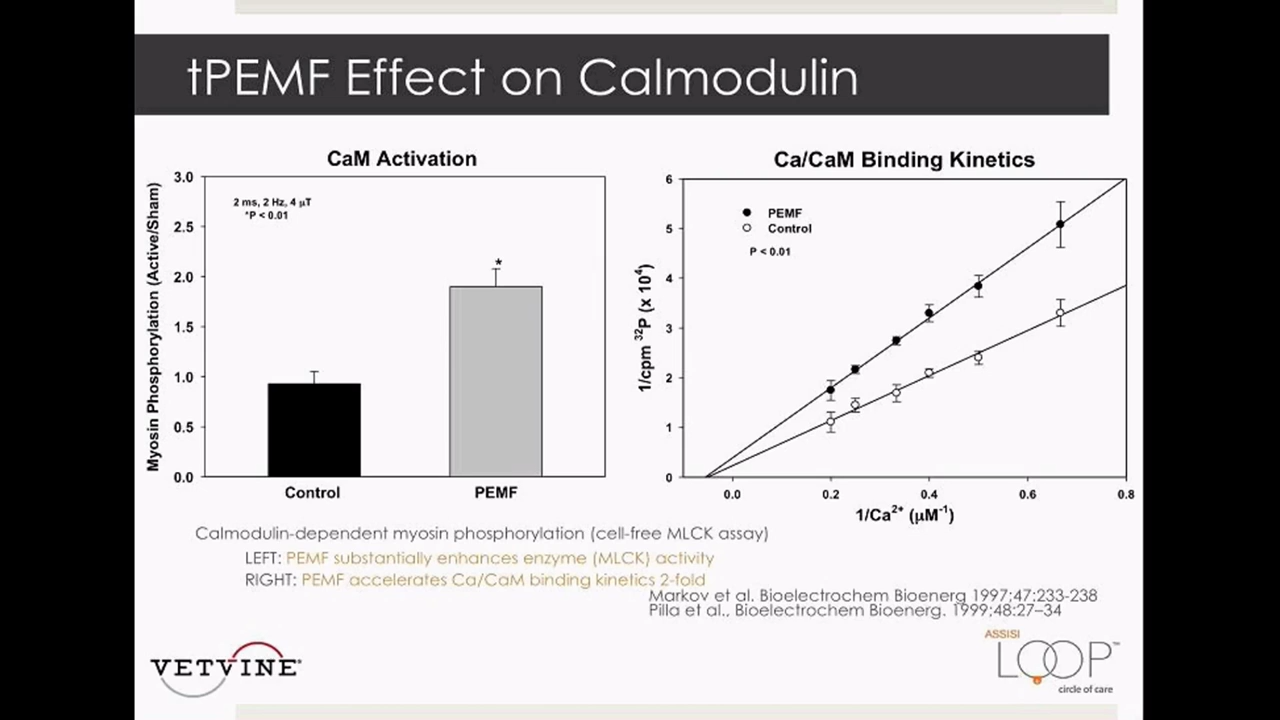 tPEMF Effect on Calmodulin
CaM Activation
Myosin Phosphorylation (Active/Sham)
3.0
2.5
2.0
1.5
1.0
0.5
0.0
2 ms, 2 Hz, 4 μT
*P < 0.01
*
Control
PEMF
Ca/CaM Binding Kinetics
1/cpm ³²P (x 10⁴)
6
5
4
3
2
1
0
PEMF
Control
P < 0.01
0.0
0.2
0.4
0.6
0.8
1/Ca²⁺ (μM⁻¹)
Calmodulin-dependent myosin phosphorylation (cell-free MLCK assay)
LEFT: PEMF substantially enhances enzyme (MLCK) activity
RIGHT: PEMF accelerates Ca/CaM binding kinetics 2-fold
Markov et al. Bioelectrochem Bioenerg 1997;47:233-238
Pilla et al., Bioelectrochem Bioenerg. 1999;48:27–34
VETVINE®
ASSISI
LOOP™
circle of care